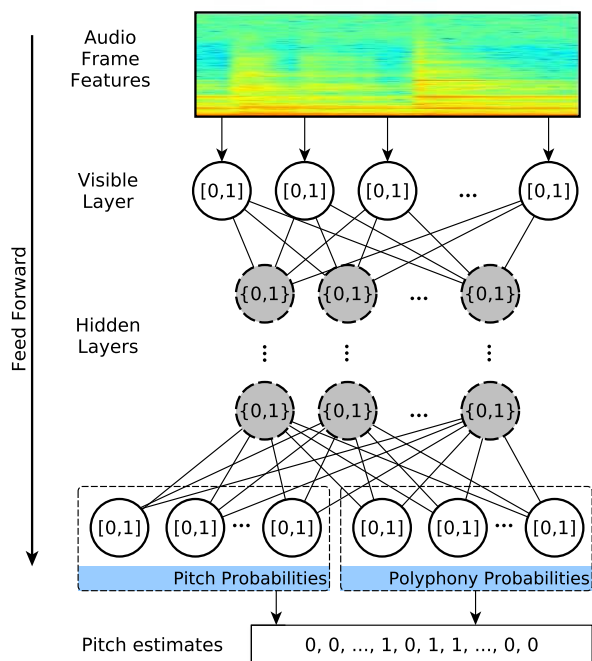 Audio
Frame
Features
Visible
Layer
[0,1] [0,1] [0,1] ... [0,1]
{0,1} {0,1} ... {0,1}
Hidden
Layers
Feed Forward
{0,1} {0,1} ... {0,1}
[0,1] [0,1] ... [0,1] [0,1] [0,1] ... [0,1]
Pitch Probabilities Polyphony Probabilities
Pitch estimates 0, 0, ..., 1, 0, 1, 1, ..., 0, 0